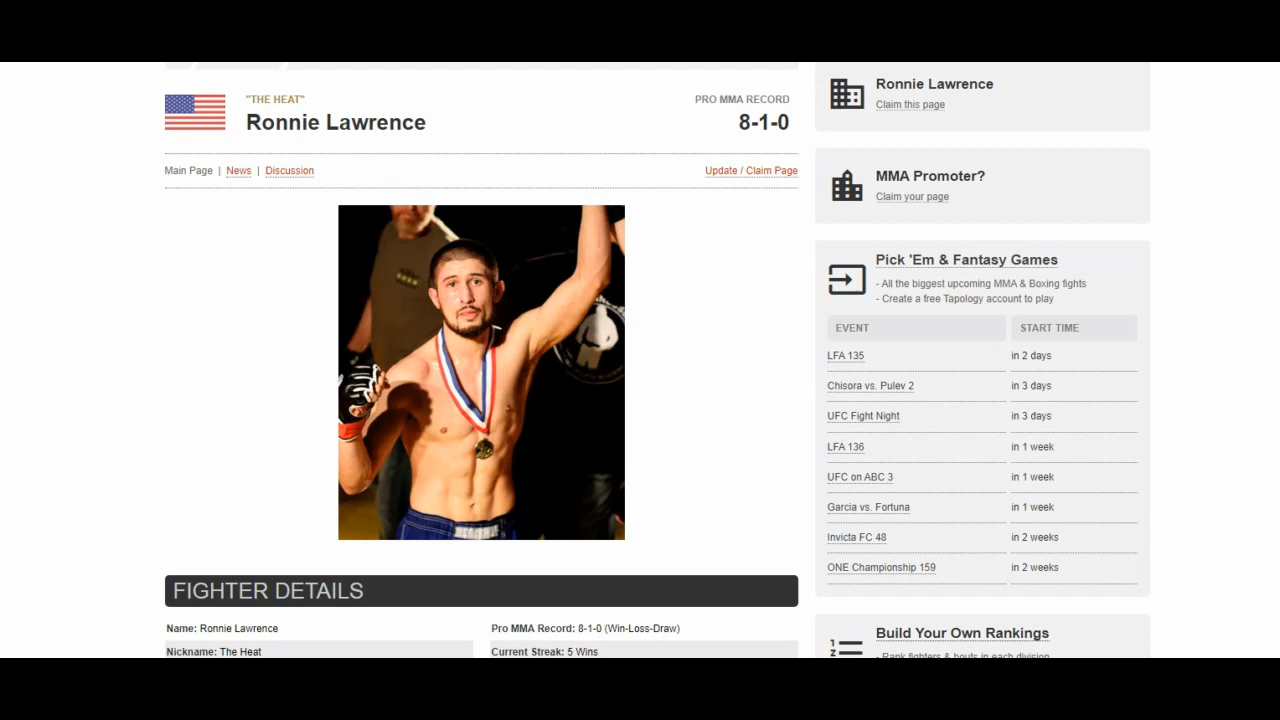 "THE HEAT"
Ronnie Lawrence
PRO MMA RECORD
8-1-0
Main Page | News | Discussion
Update / Claim Page
FIGHTER DETAILS
Name: Ronnie Lawrence
Pro MMA Record: 8-1-0 (Win-Loss-Draw)
Nickname: The Heat
Current Streak: 5 Wins
Ronnie Lawrence
Claim this page
MMA Promoter?
Claim your page
Pick 'Em & Fantasy Games
- All the biggest upcoming MMA & Boxing fights
- Create a free Tapology account to play
EVENT START TIME
LFA 135 in 2 days
Chisora vs. Pulev 2 in 3 days
UFC Fight Night in 3 days
LFA 136 in 1 week
UFC on ABC 3 in 1 week
Garcia vs. Fortuna in 1 week
Invicta FC 48 in 2 weeks
ONE Championship 159 in 2 weeks
Build Your Own Rankings
- Rank fighters & bouts in each division